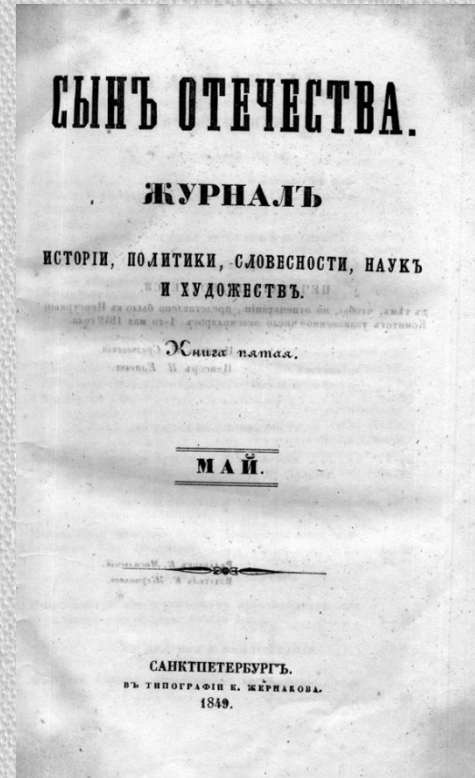 СЫНЪ ОТЕЧЕСТВА.
ЖУРНАЛЪ
ИСТОРІИ, ПОЛИТИКИ, СЛОВЕСНОСТИ, НАУКЪ
И ХУДОЖЕСТВЪ.
Книга пятая.
МАЙ.
САНКТПЕТЕРБУРГЪ.
ВЪ ТИПОГРАФІИ К. ЖЕРНАКОВА.
1849.